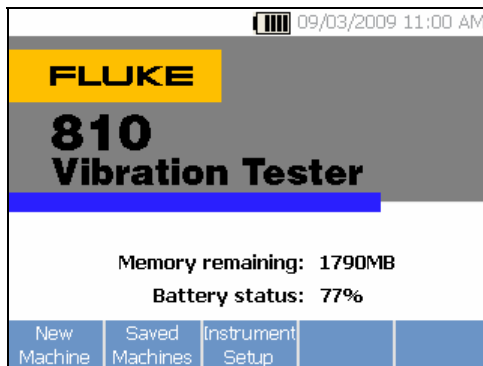 09/03/2009 11:00 AM
FLUKE
810
Vibration Tester
Memory remaining: 1790MB
Battery status: 77%
New Machine
Saved Machines
Instrument Setup